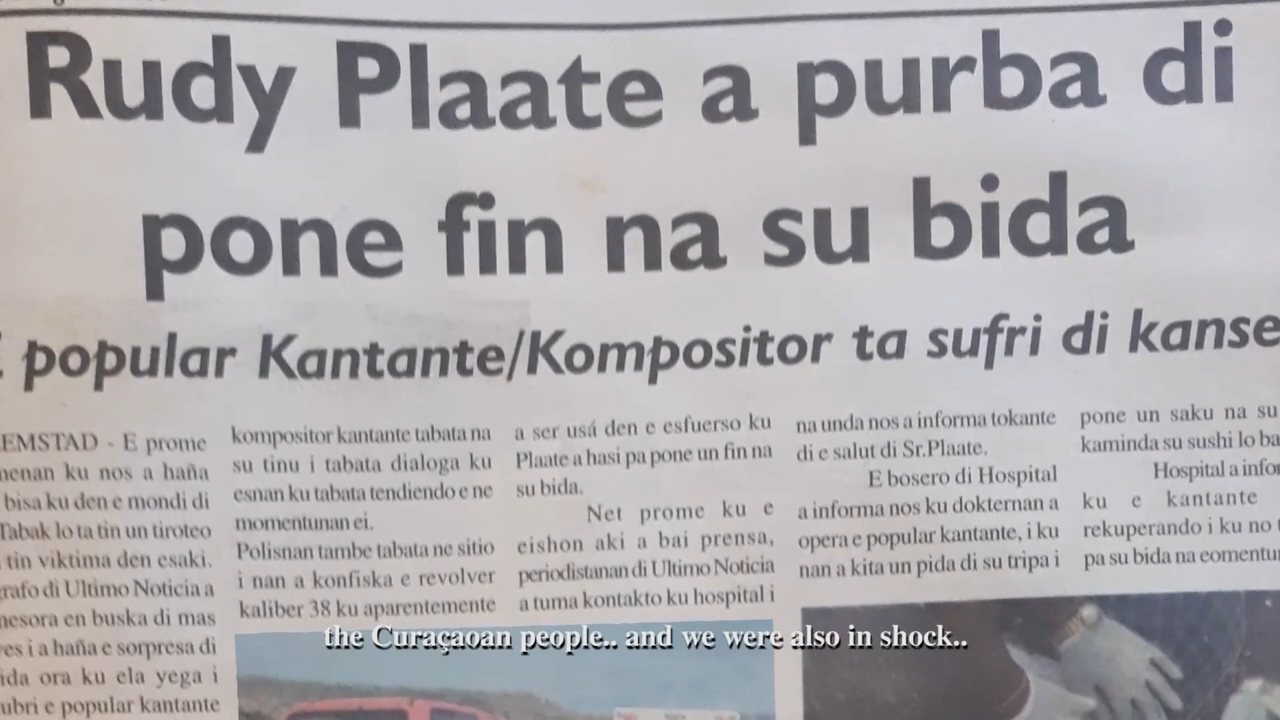 Rudy Plaate a purba di
pone fin na su bida
popular Kantante/Kompositor ta sufri di kanse
EMSTAD - E prome
menan ku nos a haña
bisa ku den e mondi di
Tabak lo ta tin un tiroteo
tin viktima den esaki.
grafo di Ultimo Noticia a
nesora en buska di mas
res i a haña e sorpresa di
ida ora ku ela yega i
ubri e popular kantante
kompositor kantante tabata na
su tinu i tabata dialoga ku
esnan ku tabata tendiendo e ne
momentunan ei.
Polisnan tambe tabata ne sitio
i nan a konfiska e revolver
kaliber 38 ku aparentemente
a ser usá den e esfuerso ku
Plaate a hasi pa pone un fin na
su bida.
Net prome ku e
eishon aki a bai prensa,
periodistanan di Ultimo Noticia
a tuma kontakto ku hospital i
na unda nos a informa tokante
di e salut di Sr.Plaate.
E bosero di Hospital
a informa nos ku dokternan a
opera e popular kantante, i ku
nan a kita un pida di su tripa i
pone un saku na su
kaminda su sushi lo ba
Hospital a infor
ku e kantante
rekuperando i ku no
pa su bida na eomentun
the Curaçaoan people.. and we were also in shock..